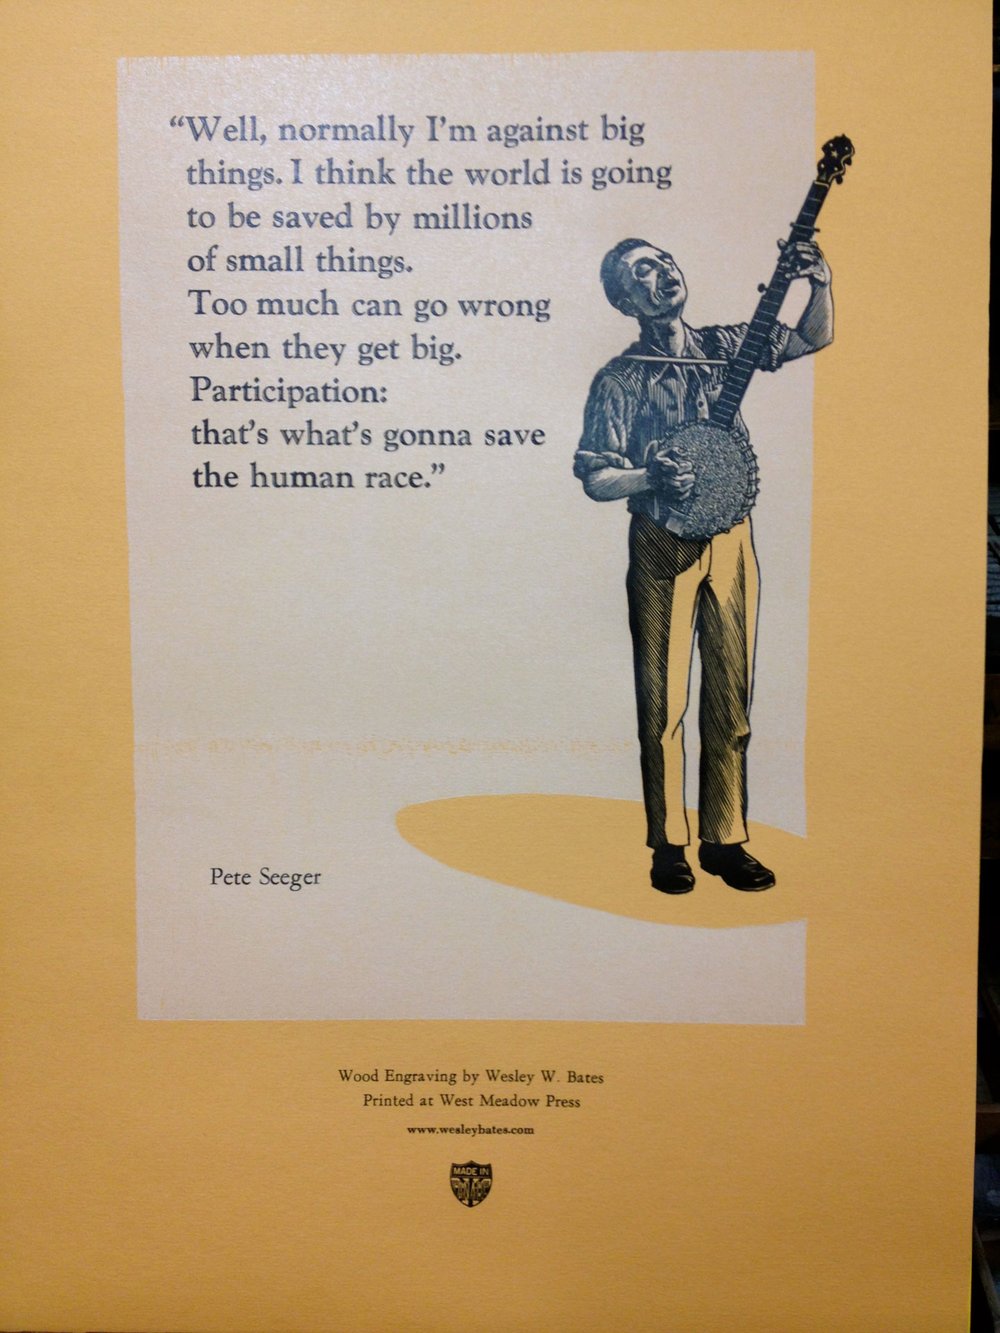 “Well, normally I’m against big
things. I think the world is going
to be saved by millions
of small things.
Too much can go wrong
when they get big.
Participation:
that’s what’s gonna save
the human race.”
Pete Seeger
Wood Engraving by Wesley W. Bates
Printed at West Meadow Press
www.wesleybates.com
MADE IN